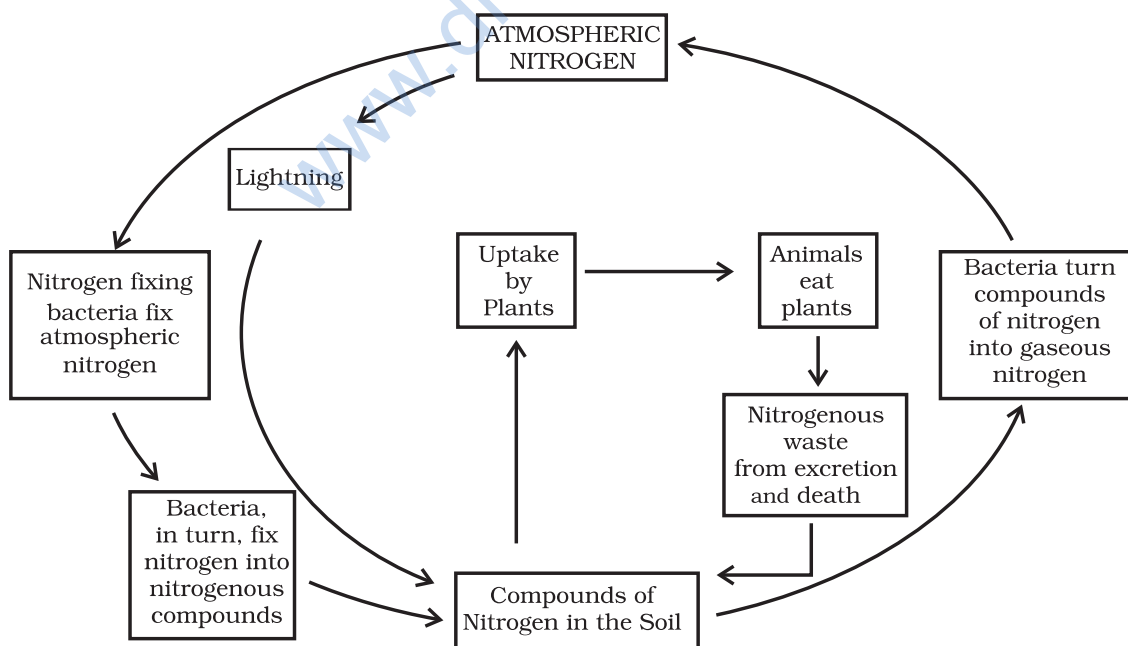 ATMOSPHERIC
NITROGEN
Lightning
Nitrogen fixing
bacteria fix
atmospheric
nitrogen
Uptake
by
Plants
Animals
eat
plants
Bacteria turn
compounds
of nitrogen
into gaseous
nitrogen
Nitrogenous
waste
from excretion
and death
Bacteria,
in turn, fix
nitrogen into
nitrogenous
compounds
Compounds of
Nitrogen in the Soil